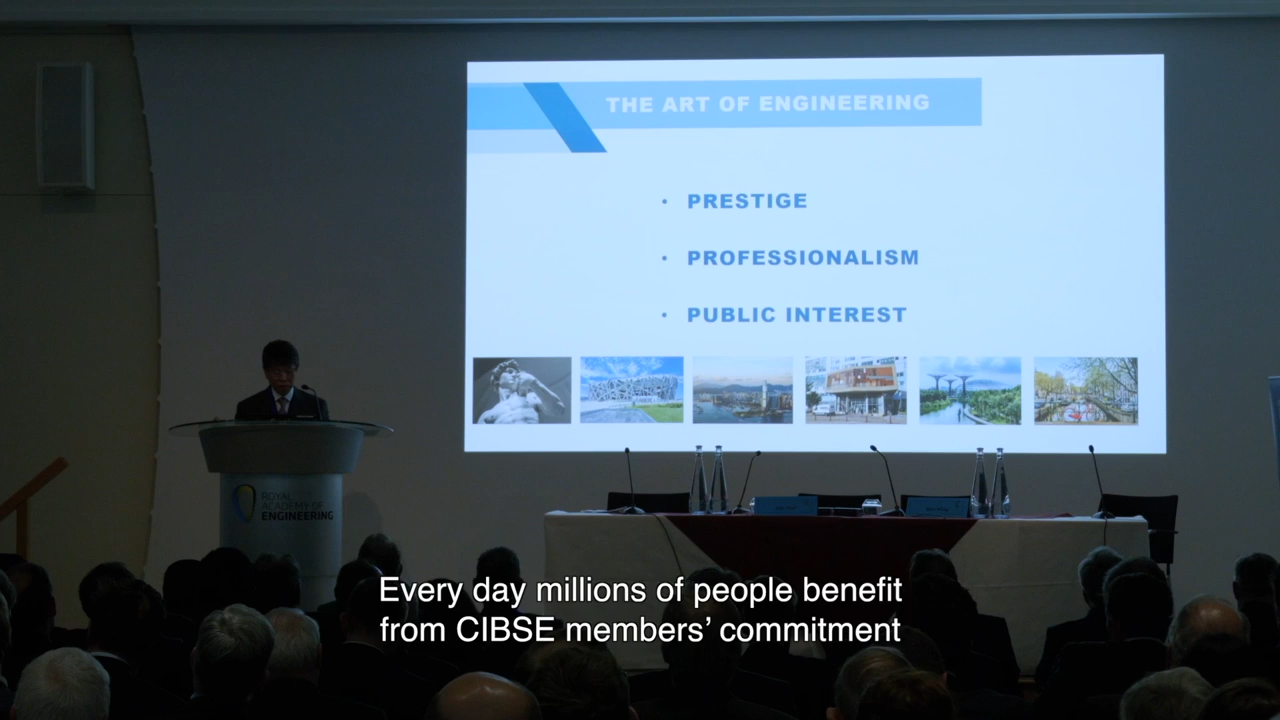 THE ART OF ENGINEERING
• PRESTIGE
• PROFESSIONALISM
• PUBLIC INTEREST
ROYAL
ACADEMY OF
ENGINEERING
Every day millions of people benefit
from CIBSE members’ commitment